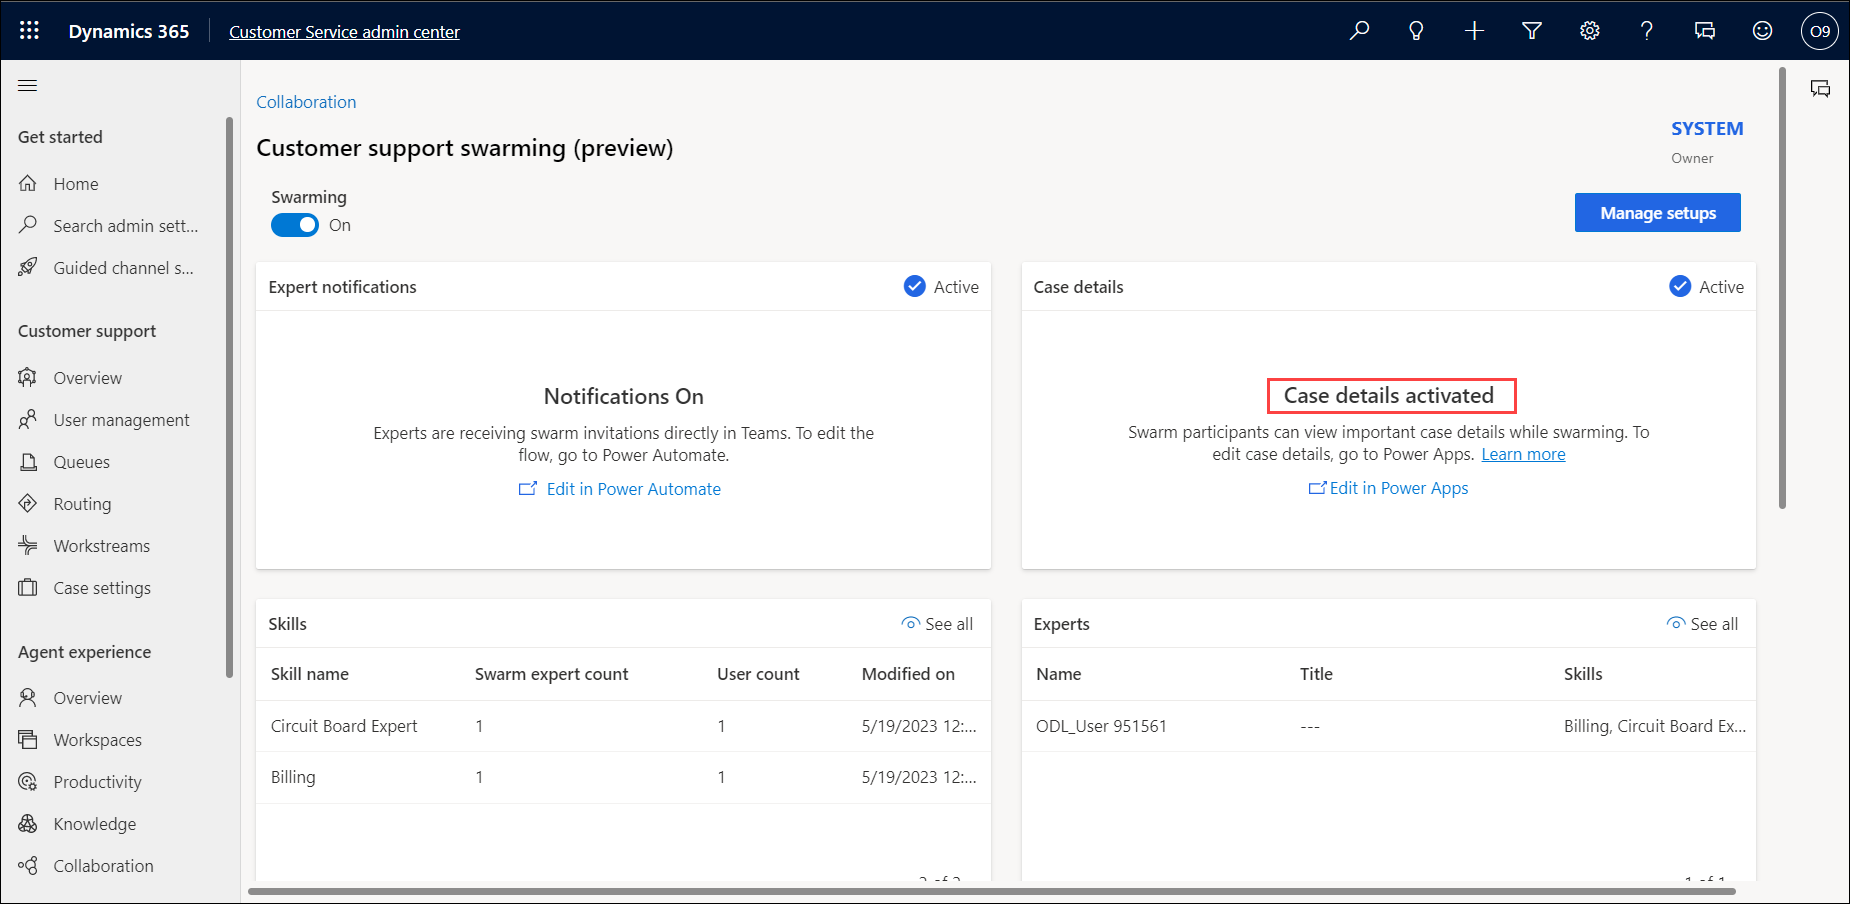 Dynamics 365
Customer Service admin center
O9
Get started
Home
Search admin sett...
Guided channel s...
Customer support
Overview
User management
Queues
Routing
Workstreams
Case settings
Agent experience
Overview
Workspaces
Productivity
Knowledge
Collaboration
Collaboration
Customer support swarming (preview)
SYSTEM
Owner
Swarming
On
Manage setups
Expert notifications
Active
Notifications On
Experts are receiving swarm invitations directly in Teams. To edit the
flow, go to Power Automate.
Edit in Power Automate
Case details
Active
Case details activated
Swarm participants can view important case details while swarming. To
edit case details, go to Power Apps. Learn more
Edit in Power Apps
Skills
See all
Skill name Swarm expert count User count Modified on
Circuit Board Expert 1 1 5/19/2023 12:...
Billing 1 1 5/19/2023 12:...
Experts
See all
Name Title Skills
ODL_User 951561 --- Billing, Circuit Board Ex...
1 of 1